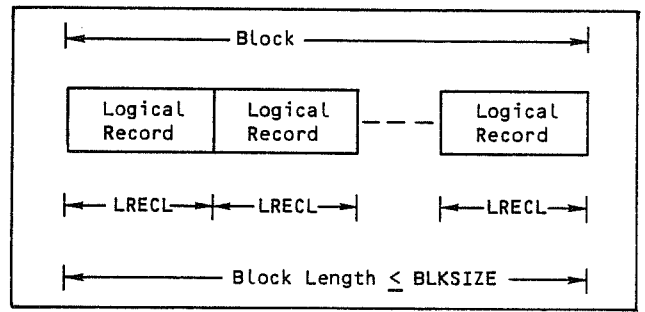 Block
Logical Logical Logical
Record Record Record
LRECL LRECL LRECL
Block Length ≤ BLKSIZE